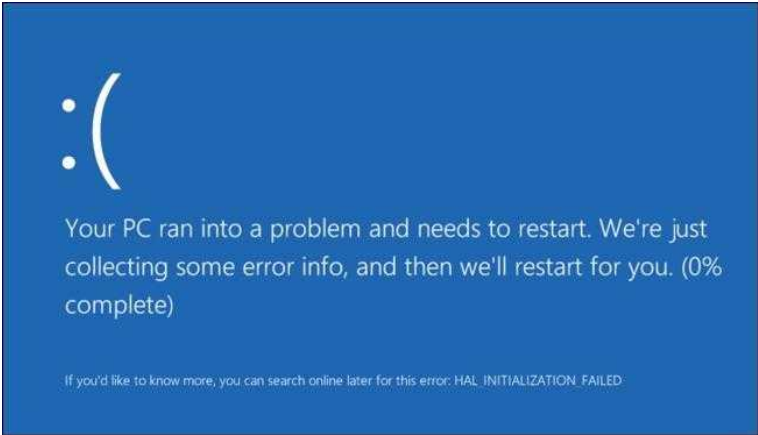 :(
Your PC ran into a problem and needs to restart. We're just
collecting some error info, and then we'll restart for you. (0%
complete)
If you'd like to know more, you can search online later for this error: HAL_INITIALIZATION_FAILED